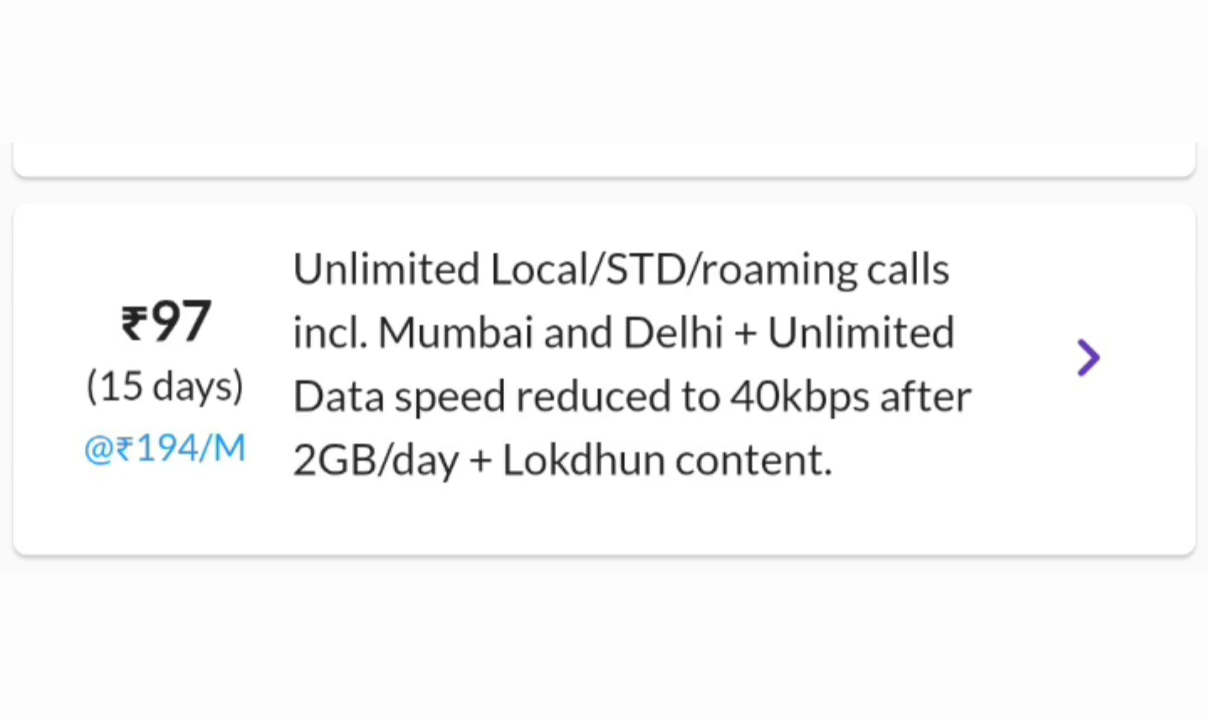 ₹97
(15 days)
@₹194/M
Unlimited Local/STD/roaming calls
incl. Mumbai and Delhi + Unlimited
Data speed reduced to 40kbps after
2GB/day + Lokdhun content.